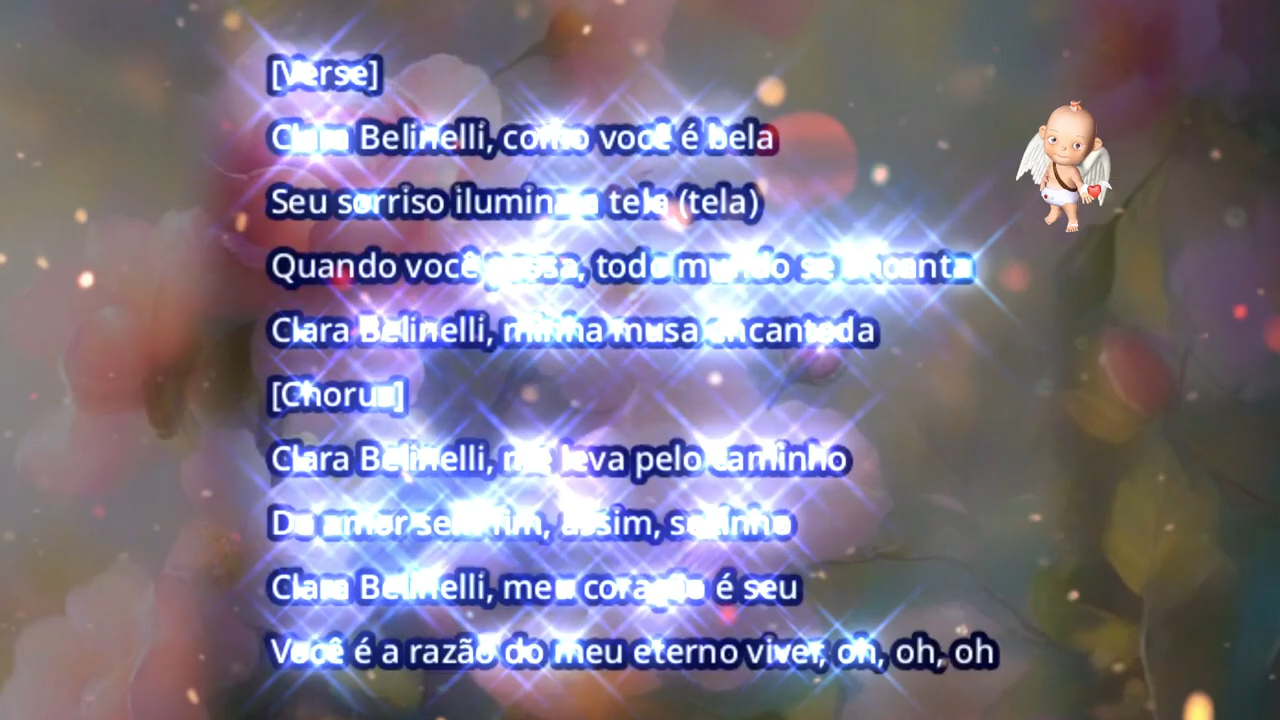 [Verse]
Clara Belinelli, como você é bela
Seu sorriso ilumina a tela (tela)
Quando você passa, todo mundo se encanta
Clara Belinelli, minha musa encantada
[Chorus]
Clara Belinelli, me leva pelo caminho
Do amor sem fim, assim, sozinho
Clara Belinelli, meu coração é seu
Você é a razão do meu eterno viver, oh, oh, oh